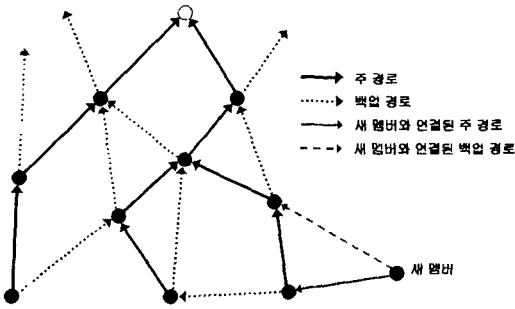 주 경로
백업 경로
새 멤버와 연결된 주 경로
새 멤버와 연결된 백업 경로
새 멤버